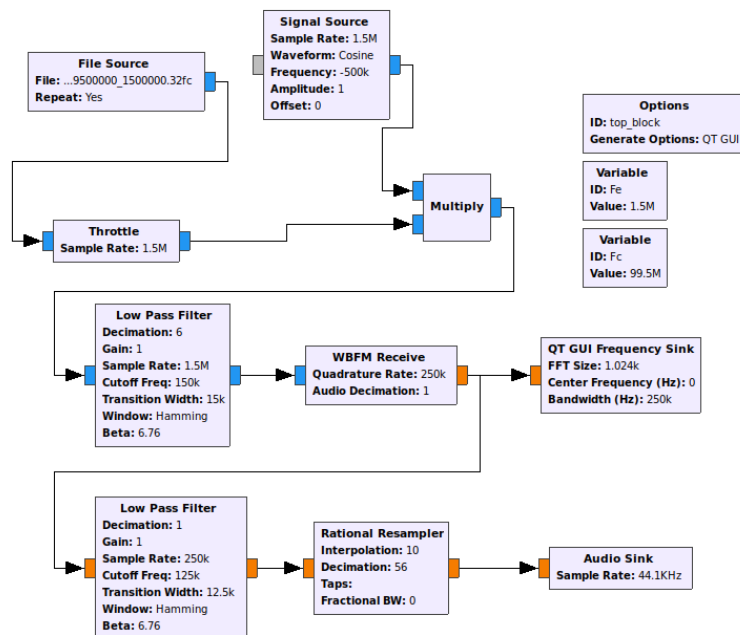 Signal Source
Sample Rate: 1.5M
Waveform: Cosine
Frequency: -500k
Amplitude: 1
Offset: 0
File Source
File: ...9500000_1500000.32fc
Repeat: Yes
Options
ID: top_block
Generate Options: QT GUI
Variable
ID: Fe
Value: 1.5M
Variable
ID: Fc
Value: 99.5M
Multiply
Throttle
Sample Rate: 1.5M
Low Pass Filter
Decimation: 6
Gain: 1
Sample Rate: 1.5M
Cutoff Freq: 150k
Transition Width: 15k
Window: Hamming
Beta: 6.76
WBFM Receive
Quadrature Rate: 250k
Audio Decimation: 1
QT GUI Frequency Sink
FFT Size: 1.024k
Center Frequency (Hz): 0
Bandwidth (Hz): 250k
Low Pass Filter
Decimation: 1
Gain: 1
Sample Rate: 250k
Cutoff Freq: 125k
Transition Width: 12.5k
Window: Hamming
Beta: 6.76
Rational Resampler
Interpolation: 10
Decimation: 56
Taps:
Fractional BW: 0
Audio Sink
Sample Rate: 44.1KHz